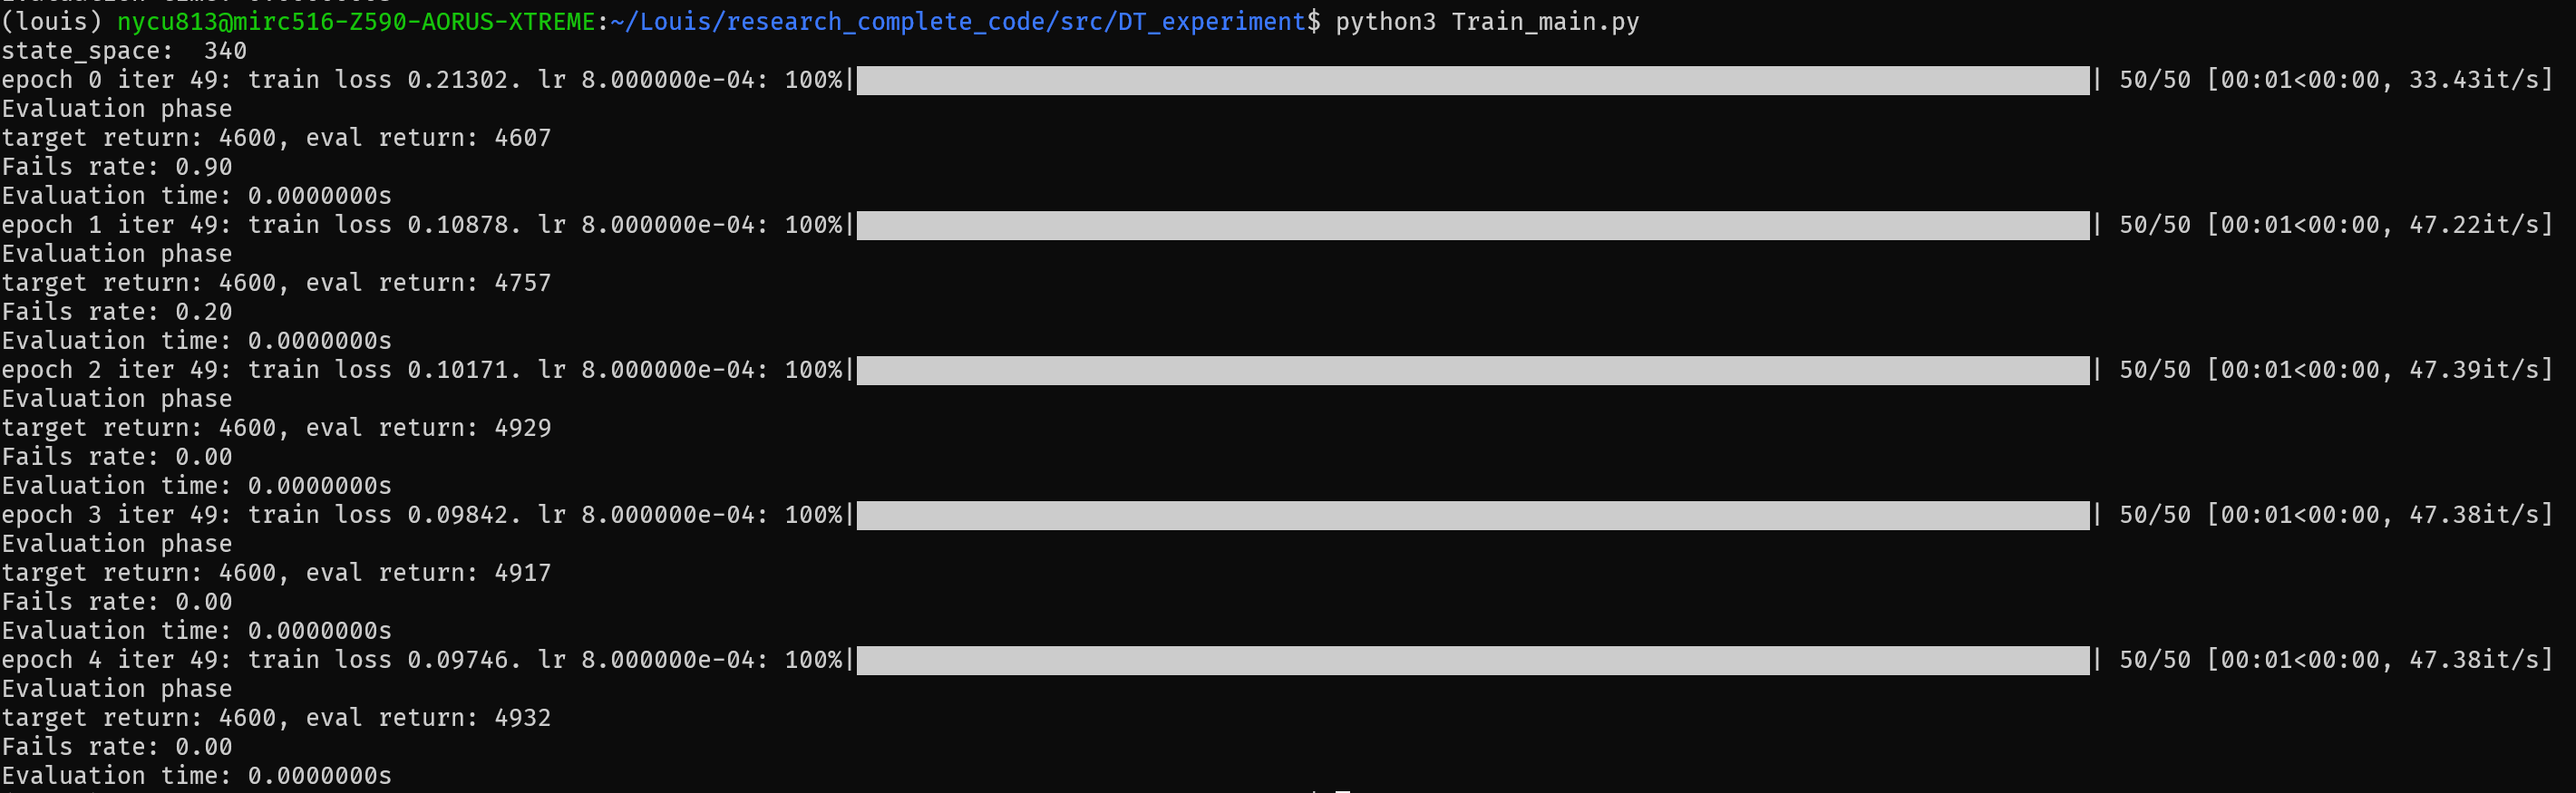 (louis) nycu813@mirc516-Z590-AORUS-XTREME:~/Louis/research_complete_code/src/DT_experiment$ python3 Train_main.py
state_space:  340
epoch 0 iter 49: train loss 0.21302. lr 8.000000e-04: 100%| | 50/50 [00:01<00:00, 33.43it/s]
Evaluation phase
target return: 4600, eval return: 4607
Fails rate: 0.90
Evaluation time: 0.0000000s
epoch 1 iter 49: train loss 0.10878. lr 8.000000e-04: 100%| | 50/50 [00:01<00:00, 47.22it/s]
Evaluation phase
target return: 4600, eval return: 4757
Fails rate: 0.20
Evaluation time: 0.0000000s
epoch 2 iter 49: train loss 0.10171. lr 8.000000e-04: 100%| | 50/50 [00:01<00:00, 47.39it/s]
Evaluation phase
target return: 4600, eval return: 4929
Fails rate: 0.00
Evaluation time: 0.0000000s
epoch 3 iter 49: train loss 0.09842. lr 8.000000e-04: 100%| | 50/50 [00:01<00:00, 47.38it/s]
Evaluation phase
target return: 4600, eval return: 4917
Fails rate: 0.00
Evaluation time: 0.0000000s
epoch 4 iter 49: train loss 0.09746. lr 8.000000e-04: 100%| | 50/50 [00:01<00:00, 47.38it/s]
Evaluation phase
target return: 4600, eval return: 4932
Fails rate: 0.00
Evaluation time: 0.0000000s